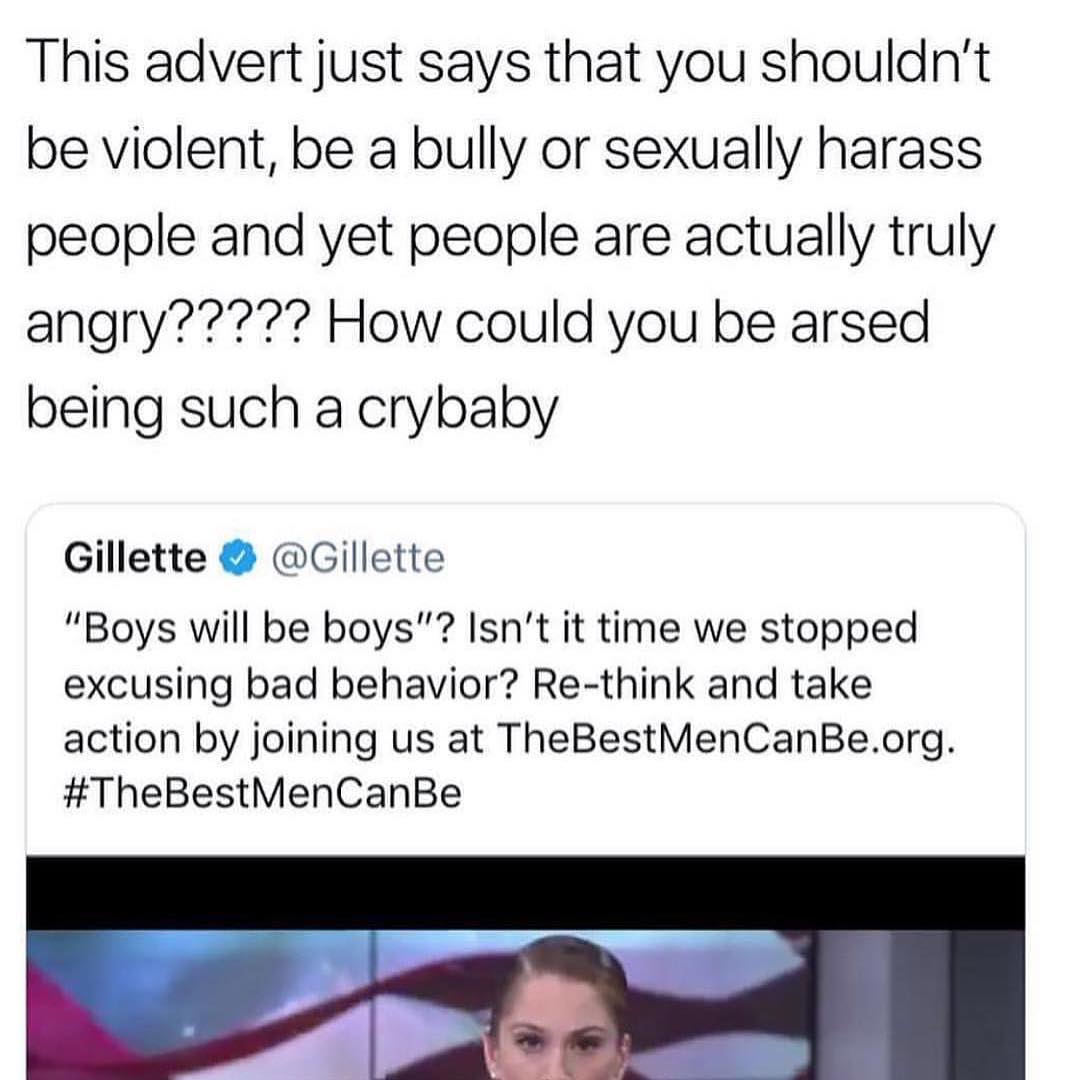 This advert just says that you shouldn’t
be violent, be a bully or sexually harass
people and yet people are actually truly
angry????? How could you be arsed
being such a crybaby
Gillette @Gillette
"Boys will be boys"? Isn’t it time we stopped
excusing bad behavior? Re-think and take
action by joining us at TheBestMenCanBe.org.
#TheBestMenCanBe